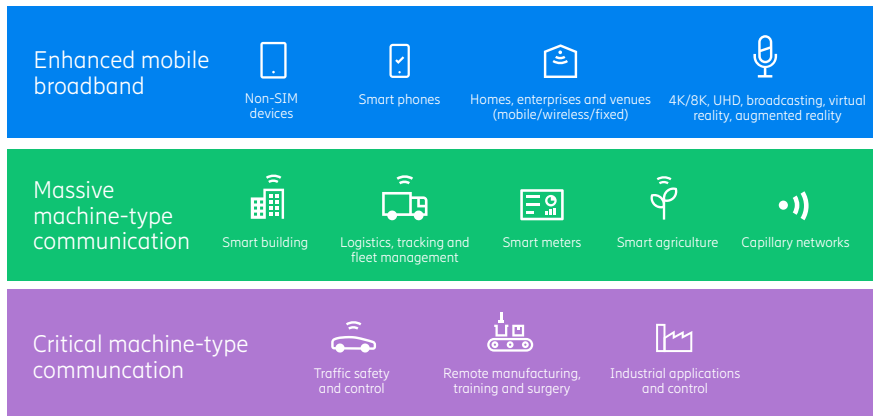 Enhanced mobile
broadband
Non-SIM
devices
Smart phones
Homes, enterprises and venues
(mobile/wireless/fixed)
4K/8K, UHD, broadcasting, virtual
reality, augmented reality
Massive
machine-type
communication
Smart building
Logistics, tracking and
fleet management
Smart meters
Smart agriculture
Capillary networks
Critical machine-type
communcation
Traffic safety
and control
Remote manufacturing,
training and surgery
Industrial applications
and control